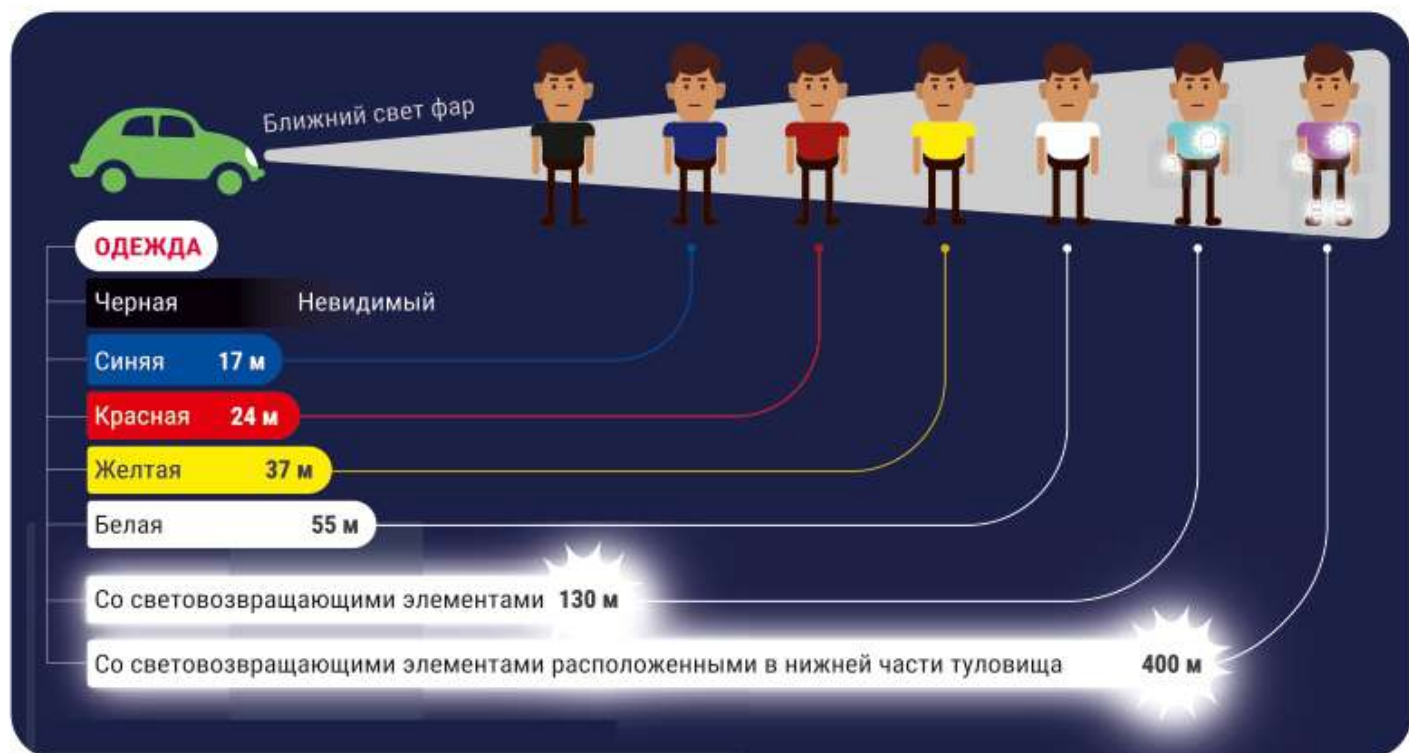 Ближний свет фар
ОДЕЖДА
Черная Невидимый
Синяя 17 м
Красная 24 м
Желтая 37 м
Белая 55 м
Со световозвращающими элементами 130 м
Со световозвращающими элементами расположенными в нижней части туловища 400 м